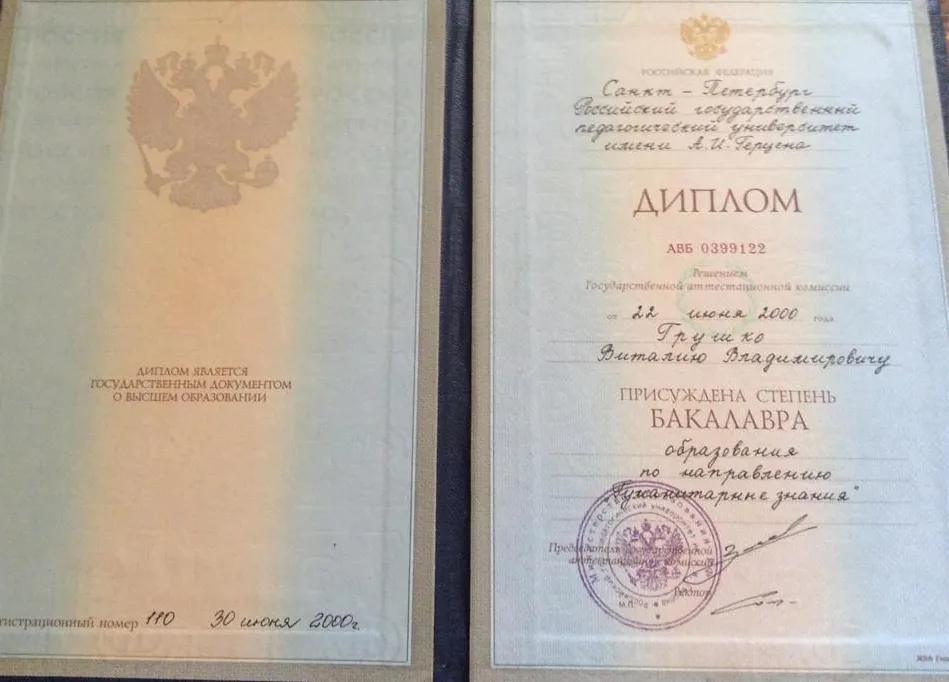 ДИПЛОМ ЯВЛЯЕТСЯ
ГОСУДАРСТВЕННЫМ ДОКУМЕНТОМ
О ВЫСШЕМ ОБРАЗОВАНИИ
гистрационный номер 110 30 июня 2000г.
РОССИЙСКАЯ ФЕДЕРАЦИЯ
Санкт - Петербург
Российский государственный
педагогический университет
имени А.И. Герцена
ДИПЛОМ
АВБ 0399122
Решением
Государственной аттестационной комиссии
от 22 июня 2000 года
Грушко
Виталию Владимировичу
ПРИСУЖДЕНА СТЕПЕНЬ
БАКАЛАВРА
образования
по направлению
"Гуманитарные знания"
Председатель Государственной
аттестационной комиссии
Ректор
М.П.